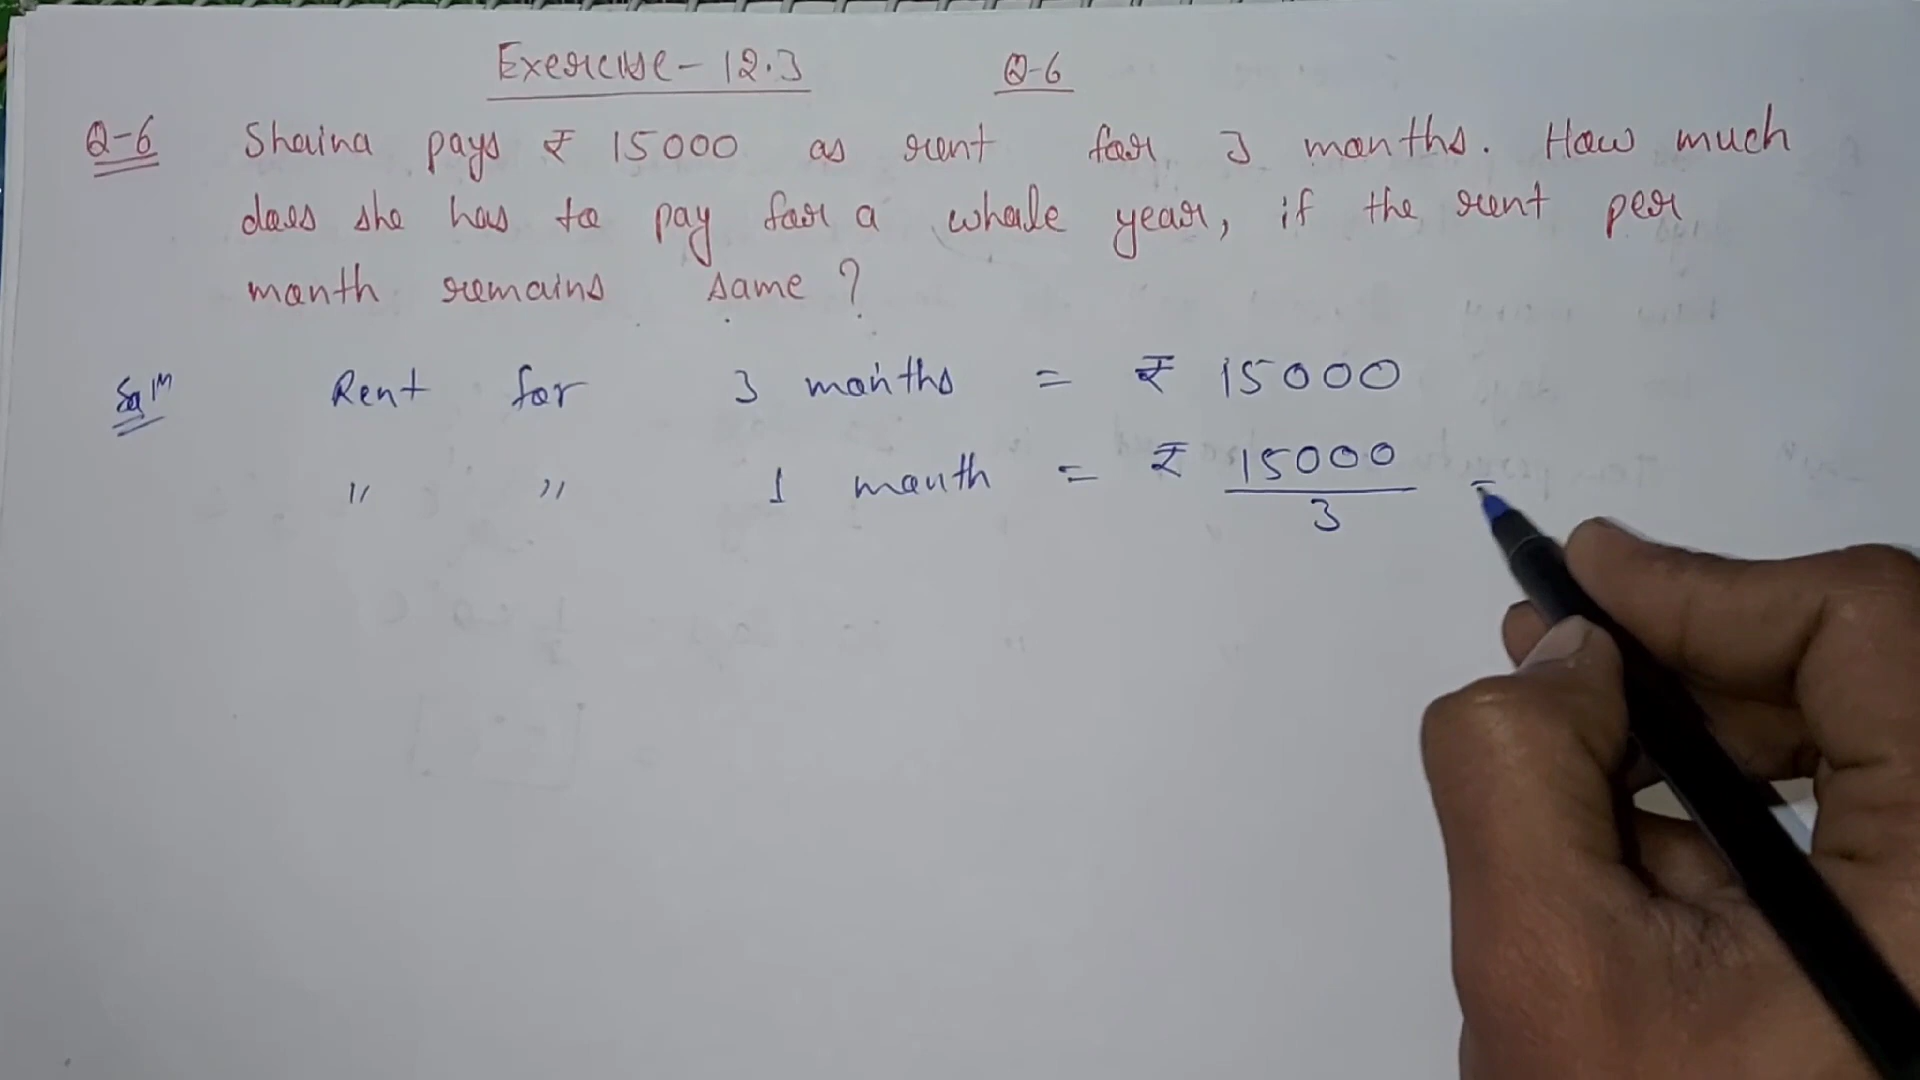 Exercise - 12.3 Q-6
Q-6 Shaina pays ₹ 15000 as rent for 3 months. How much
does she has to pay for a whole year, if the rent per
month remains same ?
Solⁿ Rent for 3 months = ₹ 15000
" " 1 month = ₹ 15000/3 =